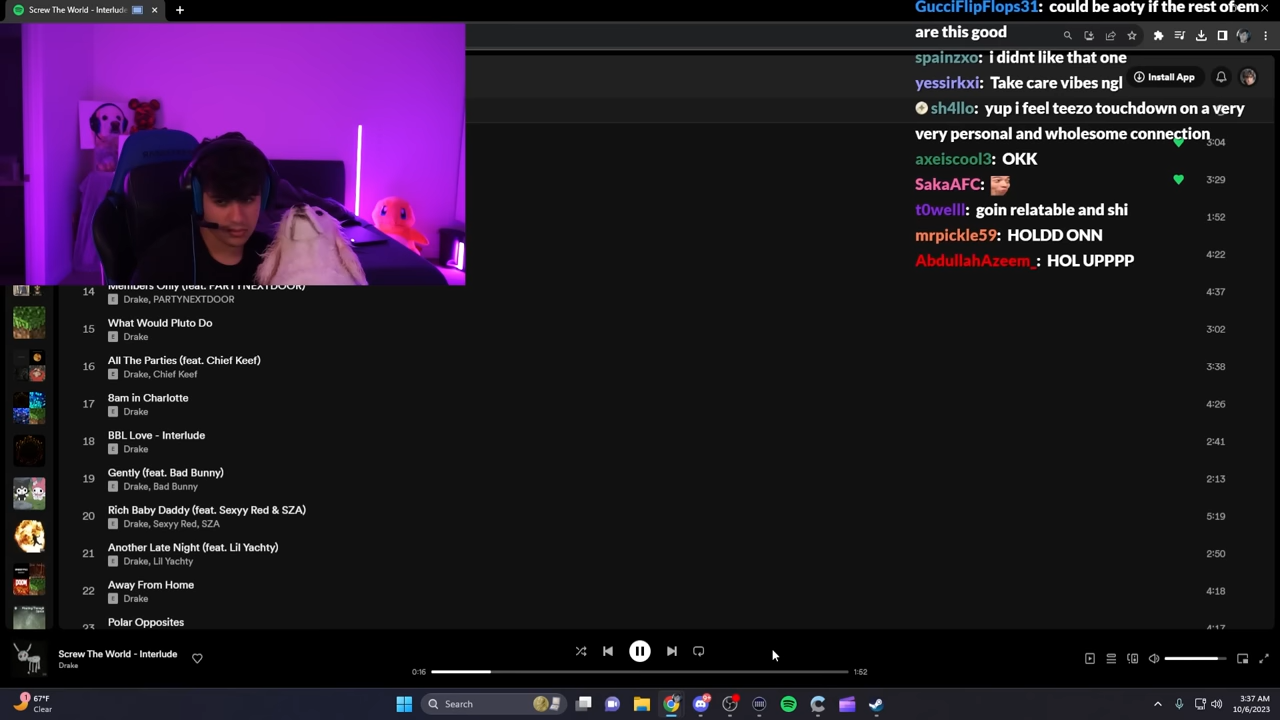 Screw The World - Interlude
GucciFlipFlops31: could be aoty if the rest of em
are this good
spainzxo: i didnt like that one
yessirkxi: Take care vibes ngl
Install App
sh4llo: yup i feel teezo touchdown on a very
very personal and wholesome connection
3:04
axeiscool3: OKK
SakaAFC:
3:29
t0welll: goin relatable and shi
1:52
mrpickle59: HOLDD ONN
4:22
AbdullahAzeem_: HOL UPPPP
14 Members Only (feat. PARTYNEXTDOOR) 4:37
E Drake, PARTYNEXTDOOR
15 What Would Pluto Do 3:02
E Drake
16 All The Parties (feat. Chief Keef) 3:38
E Drake, Chief Keef
17 8am in Charlotte 4:26
E Drake
18 BBL Love - Interlude 2:41
E Drake
19 Gently (feat. Bad Bunny) 2:13
E Drake, Bad Bunny
20 Rich Baby Daddy (feat. Sexyy Red & SZA) 5:19
E Drake, Sexyy Red, SZA
21 Another Late Night (feat. Lil Yachty) 2:50
E Drake, Lil Yachty
22 Away From Home 4:18
E Drake
23 Polar Opposites 4:17
Screw The World - Interlude
Drake
0:16 1:52
67°F
Clear
Search
3:37 AM
10/6/2023